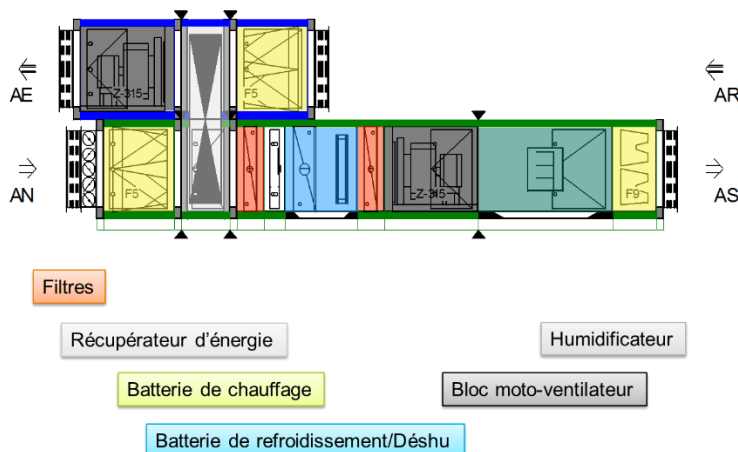 Z-315
F5
AE
AR
F5
Z-315
F9
AN
AS
Filtres
Récupérateur d'énergie
Humidificateur
Batterie de chauffage
Bloc moto-ventilateur
Batterie de refroidissement/Déshu